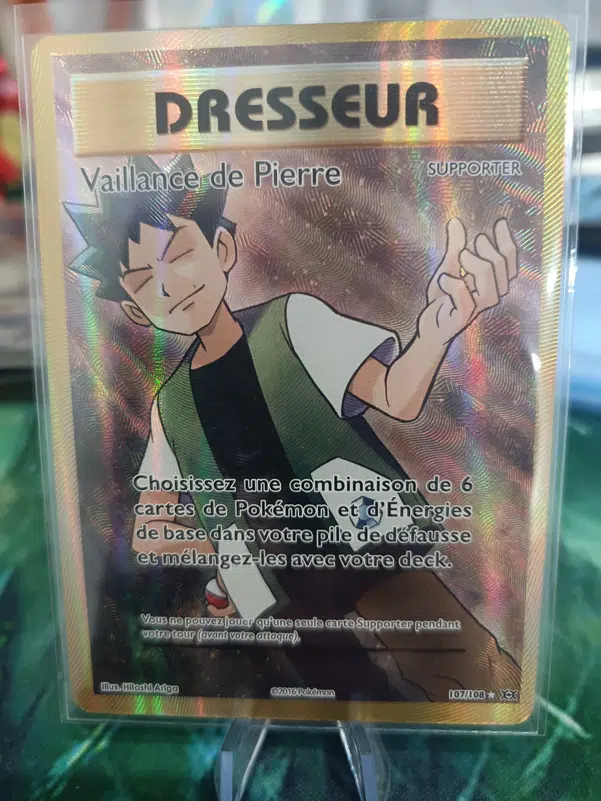 DRESSEUR
Vaillance de Pierre
SUPPORTER
Choisissez une combinaison de 6
cartes de Pokémon et d'Énergies
de base dans votre pile de défausse
et mélangez-les avec votre deck.
Vous ne pouvez jouer qu'une seule carte Supporter pendant
votre tour (avant votre attaque).
Illus. Hitoshi Ariga
©2016 Pokémon
107/108 ★